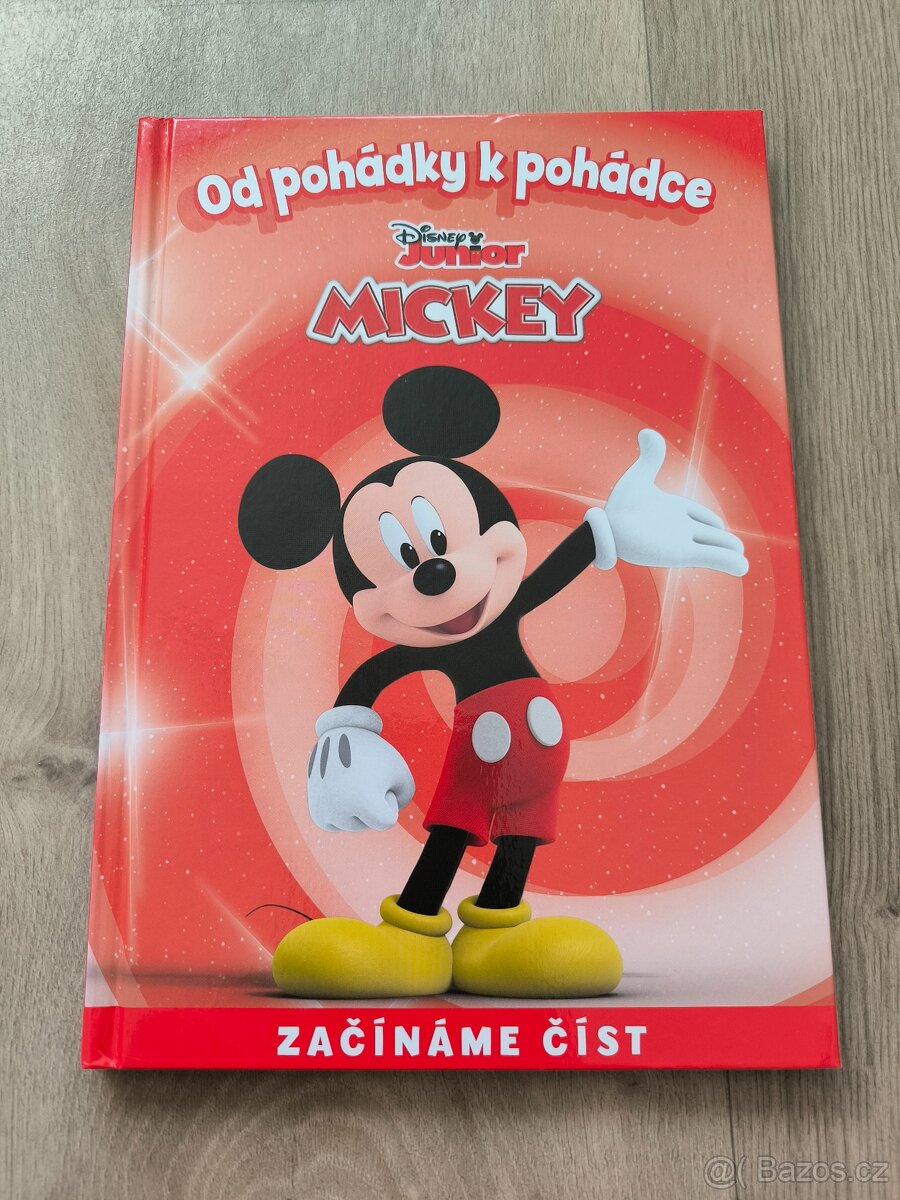 Od pohádky k pohádce
Disney
Junior
MICKEY
ZAČÍNÁME ČÍST
@( Bazos.cz